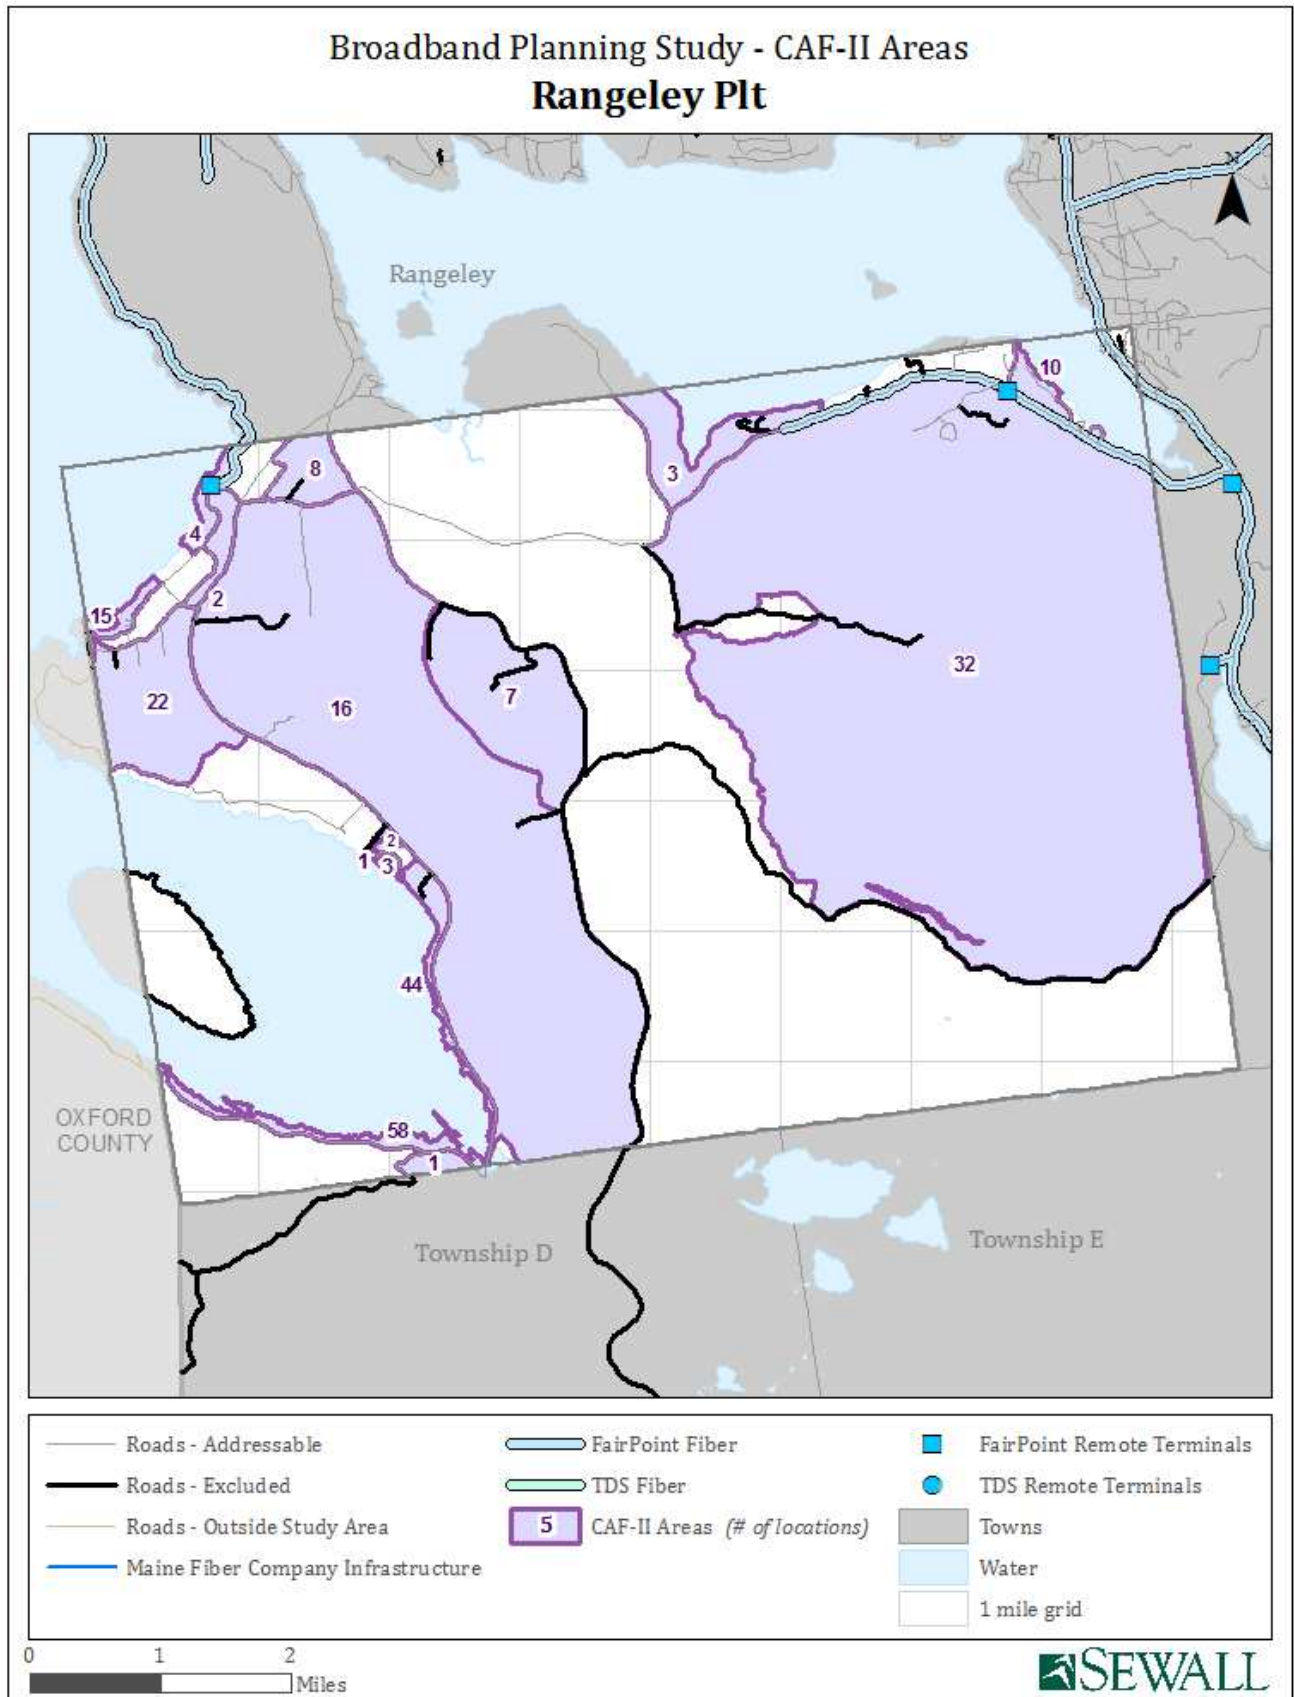 Broadband Planning Study - CAF-II Areas
Rangeley Plt
N
Rangeley
10
8
3
4
15
2
32
22
16
7
2
1
3
44
58
1
OXFORD
COUNTY
Township D
Township E
Roads - Addressable
Roads - Excluded
Roads - Outside Study Area
Maine Fiber Company Infrastructure
FairPoint Fiber
TDS Fiber
5 CAF-II Areas (# of locations)
FairPoint Remote Terminals
TDS Remote Terminals
Towns
Water
1 mile grid
0 1 2
Miles
SEWALL